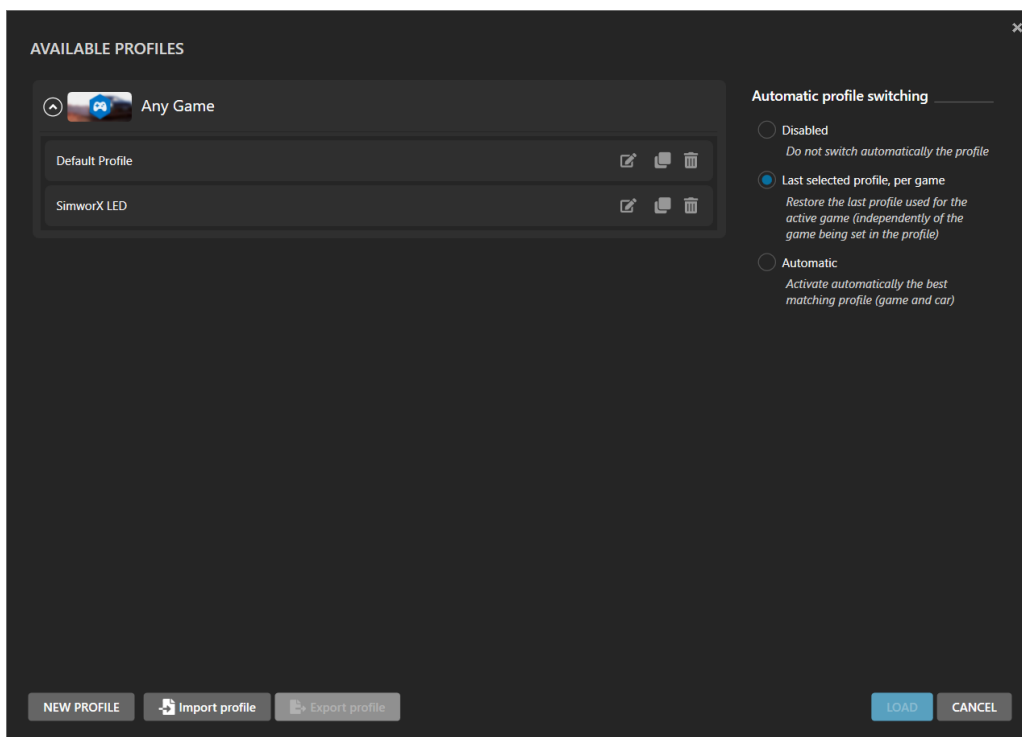 AVAILABLE PROFILES
Any Game
Default Profile
SimworX LED
Automatic profile switching
Disabled
Do not switch automatically the profile
Last selected profile, per game
Restore the last profile used for the
active game (independently of the
game being set in the profile)
Automatic
Activate automatically the best
matching profile (game and car)
NEW PROFILE
Import profile
Export profile
LOAD
CANCEL